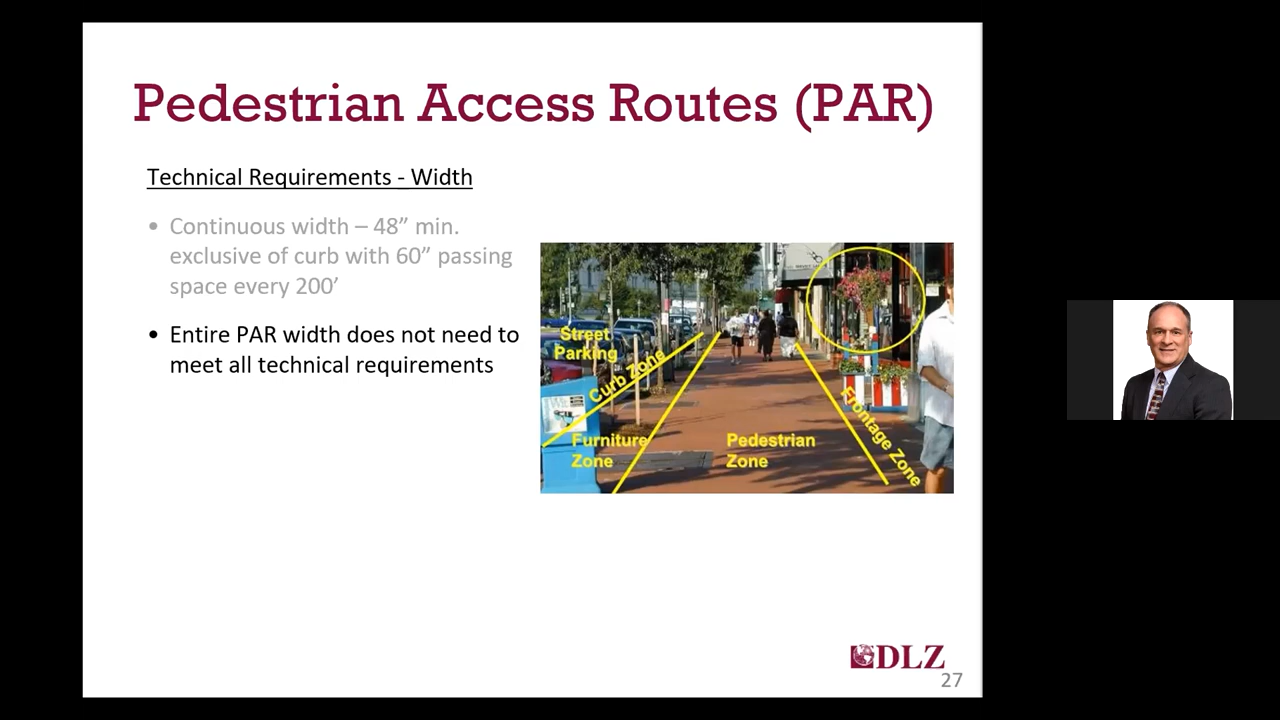 Pedestrian Access Routes (PAR)
Technical Requirements - Width
• Continuous width – 48” min.
exclusive of curb with 60” passing
space every 200’
• Entire PAR width does not need to
meet all technical requirements
Street
Parking
Curb Zone
Furniture
Zone
Pedestrian
Zone
Frontage Zone
DLZ
27